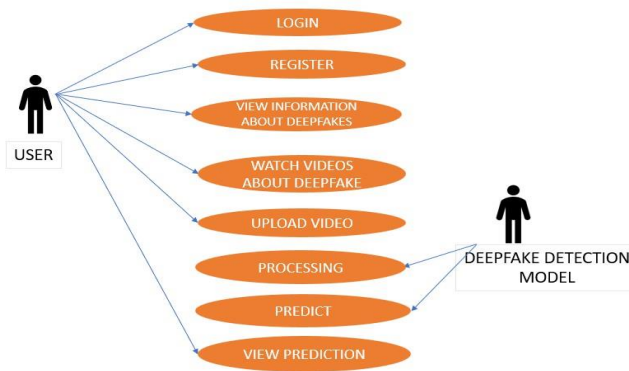 LOGIN
REGISTER
VIEW INFORMATION
ABOUT DEEPFAKES
USER
WATCH VIDEOS
ABOUT DEEPFAKE
UPLOAD VIDEO
PROCESSING
DEEPFAKE DETECTION
MODEL
PREDICT
VIEW PREDICTION